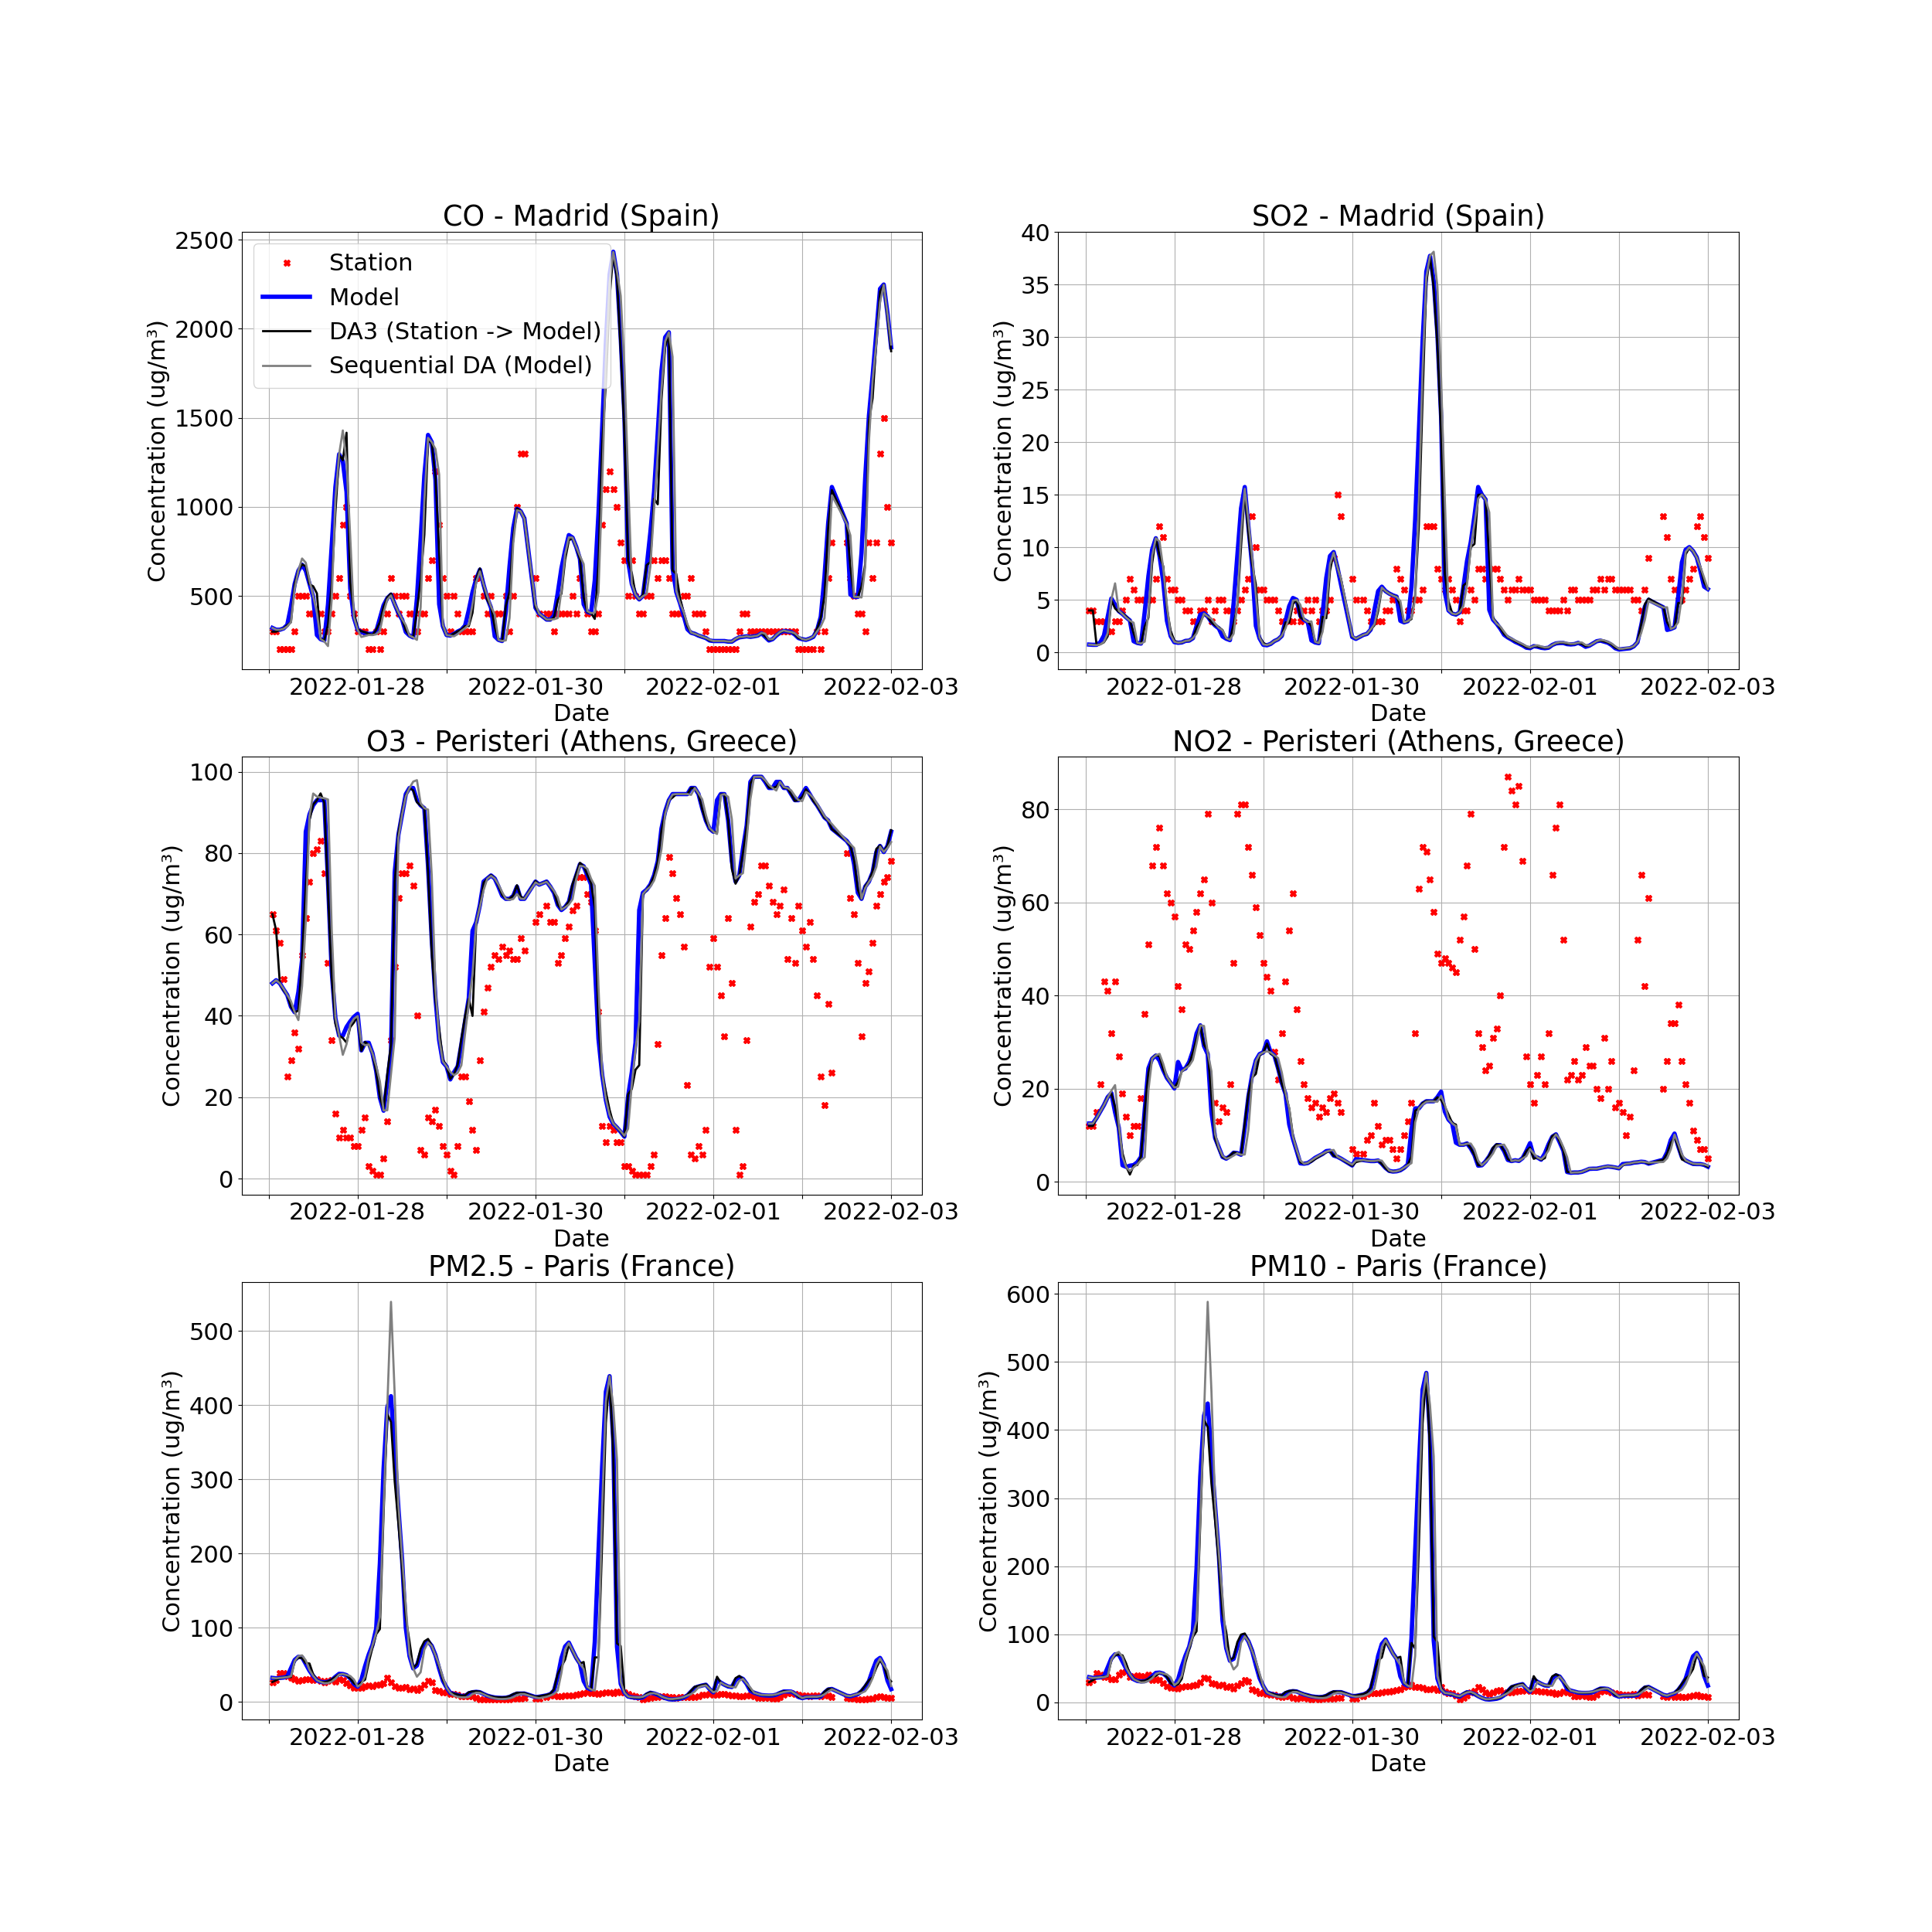 CO - Madrid (Spain)
2500
2000
1500
1000
500
Concentration (ug/m³)
Station
Model
DA3 (Station -> Model)
Sequential DA (Model)
2022-01-28
2022-01-30
2022-02-01
2022-02-03
Date
SO2 - Madrid (Spain)
40
35
30
25
20
15
10
5
0
Concentration (ug/m³)
2022-01-28
2022-01-30
2022-02-01
2022-02-03
Date
O3 - Peristeri (Athens, Greece)
100
80
60
40
20
0
Concentration (ug/m³)
2022-01-28
2022-01-30
2022-02-01
2022-02-03
Date
NO2 - Peristeri (Athens, Greece)
80
60
40
20
0
Concentration (ug/m³)
2022-01-28
2022-01-30
2022-02-01
2022-02-03
Date
PM2.5 - Paris (France)
500
400
300
200
100
0
Concentration (ug/m³)
2022-01-28
2022-01-30
2022-02-01
2022-02-03
Date
PM10 - Paris (France)
600
500
400
300
200
100
0
Concentration (ug/m³)
2022-01-28
2022-01-30
2022-02-01
2022-02-03
Date